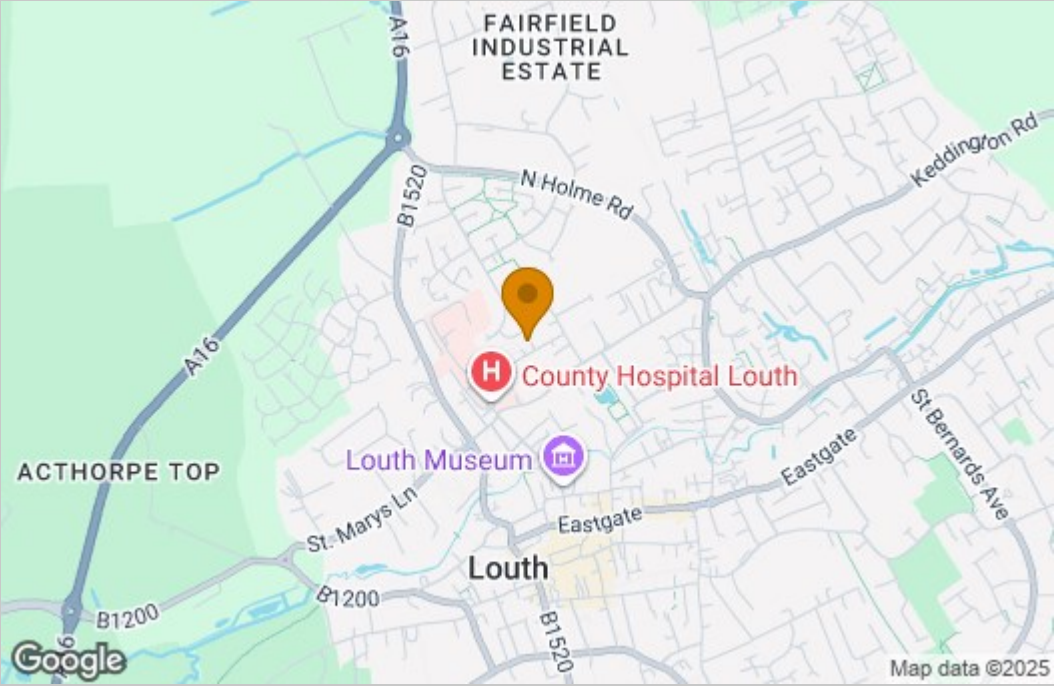 A16
FAIRFIELD
INDUSTRIAL
ESTATE
Keddington Rd
B1520
N Holme Rd
A16
H
County Hospital Louth
St Bernards Ave
Louth Museum
M
Eastgate
ACTHORPE TOP
St. Marys Ln
Eastgate
Louth
B1200
B1200
B1520
Google
Map data ©2025